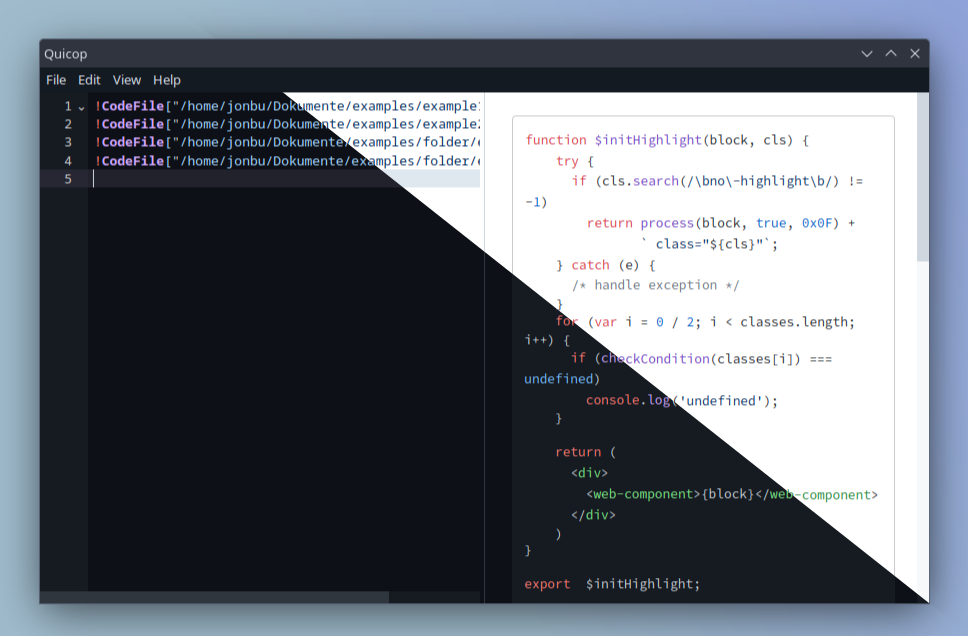 Quicop
File Edit View Help
1 !CodeFile["/home/jonbu/Dokumente/examples/example
2 !CodeFile["/home/jonbu/Dokumente/examples/example
3 !CodeFile["/home/jonbu/Dokumente/examples/folder/
4 !CodeFile["/home/jonbu/Dokumente/examples/folder/
5
function $initHighlight(block, cls) {
try {
if (cls.search(/\bno\-highlight\b/) !=
-1)
return process(block, true, 0x0F) +
` class="${cls}"`;
} catch (e) {
/* handle exception */
}
for (var i = 0 / 2; i < classes.length;
i++) {
if (checkCondition(classes[i]) ===
undefined)
console.log('undefined');
}
return (
<div>
<web-component>{block}</web-component>
</div>
)
}
export  $initHighlight;